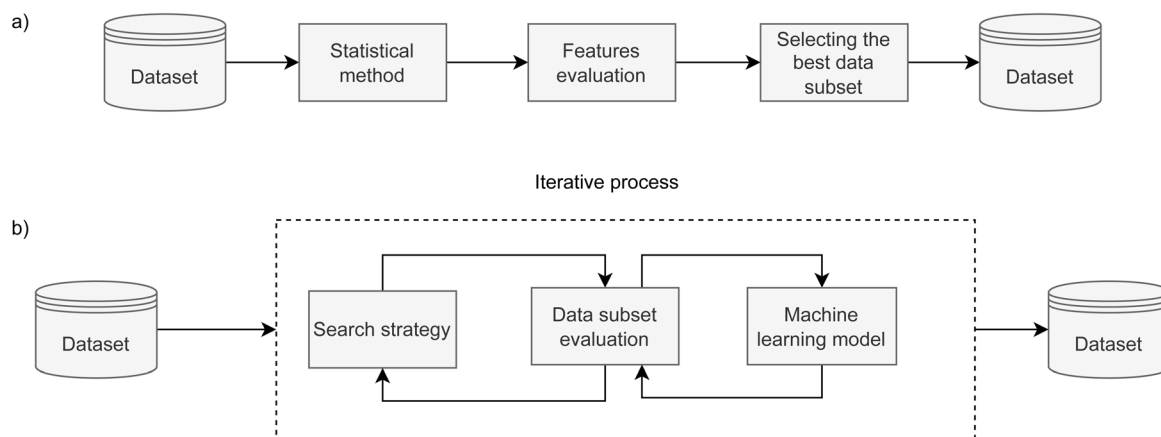 a)
Dataset
Statistical
method
Features
evaluation
Selecting the
best data
subset
Dataset
Iterative process
b)
Dataset
Search strategy
Data subset
evaluation
Machine
learning model
Dataset